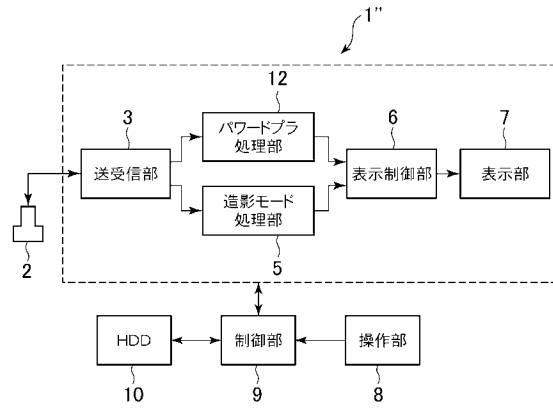 1"
12
パワードプラ
処理部
3
送受信部
6
表示制御部
7
表示部
造影モード
処理部
5
2
HDD
10
制御部
9
操作部
8